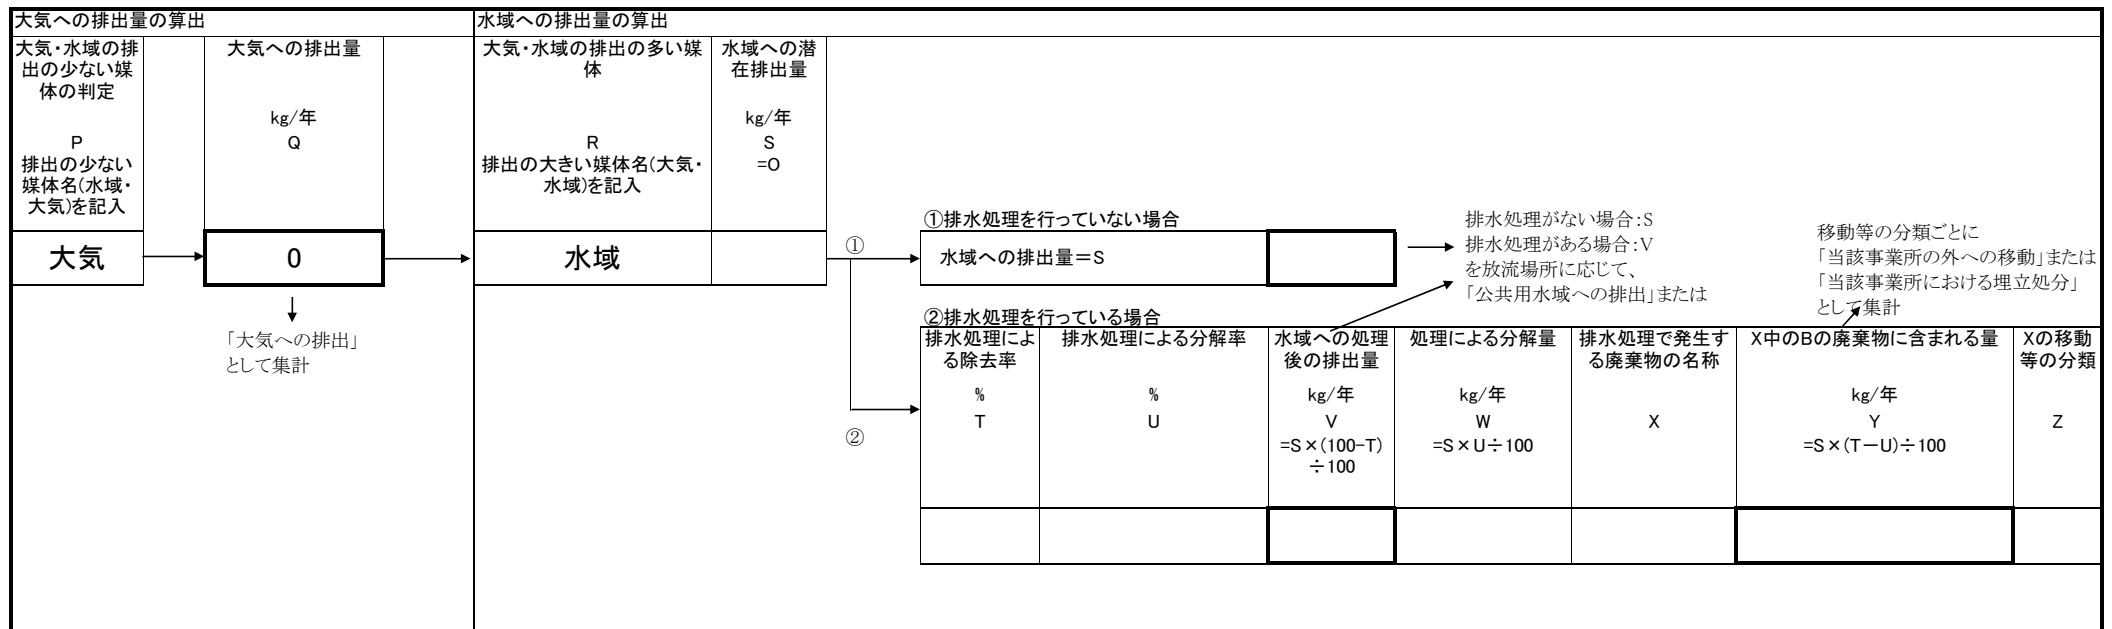 大気への排出量の算出
水域への排出量の算出
大気・水域の排
出の少ない媒
体の判定
P
排出の少ない
媒体名(水域・
大気)を記入
大気への排出量
kg/年
Q
大気・水域の排出の多い媒
体
R
排出の大きい媒体名(大気・
水域)を記入
水域への潜
在排出量
kg/年
S
=O
大気
0
水域
「大気への排出」
として集計
①
②
①排水処理を行っていない場合
水域への排出量＝S
排水処理がない場合：S
排水処理がある場合：V
を放流場所に応じて、
「公共用水域への排出」または
移動等の分類ごとに
「当該事業所の外への移動」または
「当該事業所における埋立処分」
として集計
②排水処理を行っている場合
排水処理によ
る除去率
%
T
排水処理による分解率
%
U
水域への処理
後の排出量
kg/年
V
=S×(100-T)
÷100
処理による分解量
kg/年
W
=S×U÷100
排水処理で発生す
る廃棄物の名称
X
X中のBの廃棄物に含まれる量
kg/年
Y
=S×(T－U)÷100
Xの移動
等の分類
Z